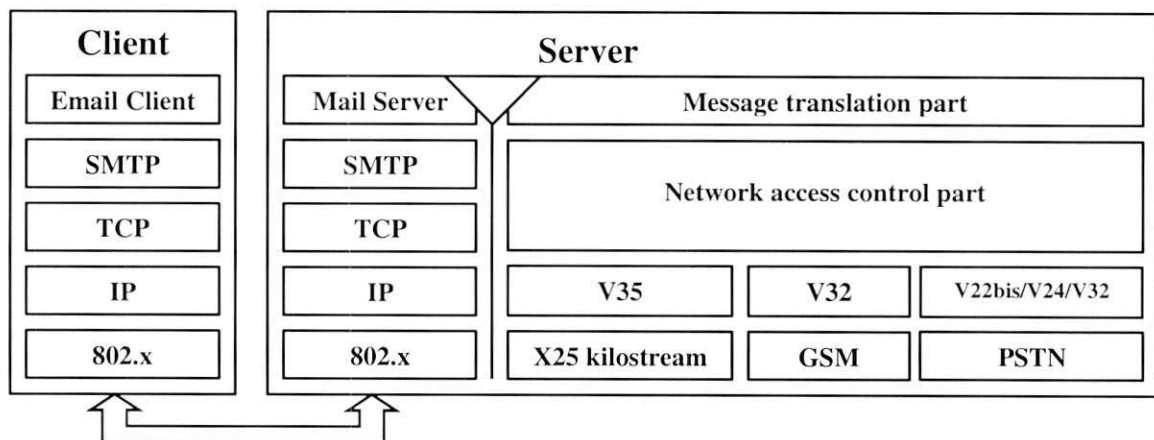 Client
Email Client
SMTP
TCP
IP
802.x
Server
Mail Server
SMTP
TCP
IP
802.x
Message translation part
Network access control part
V35
V32
V22bis/V24/V32
X25 kilostream
GSM
PSTN